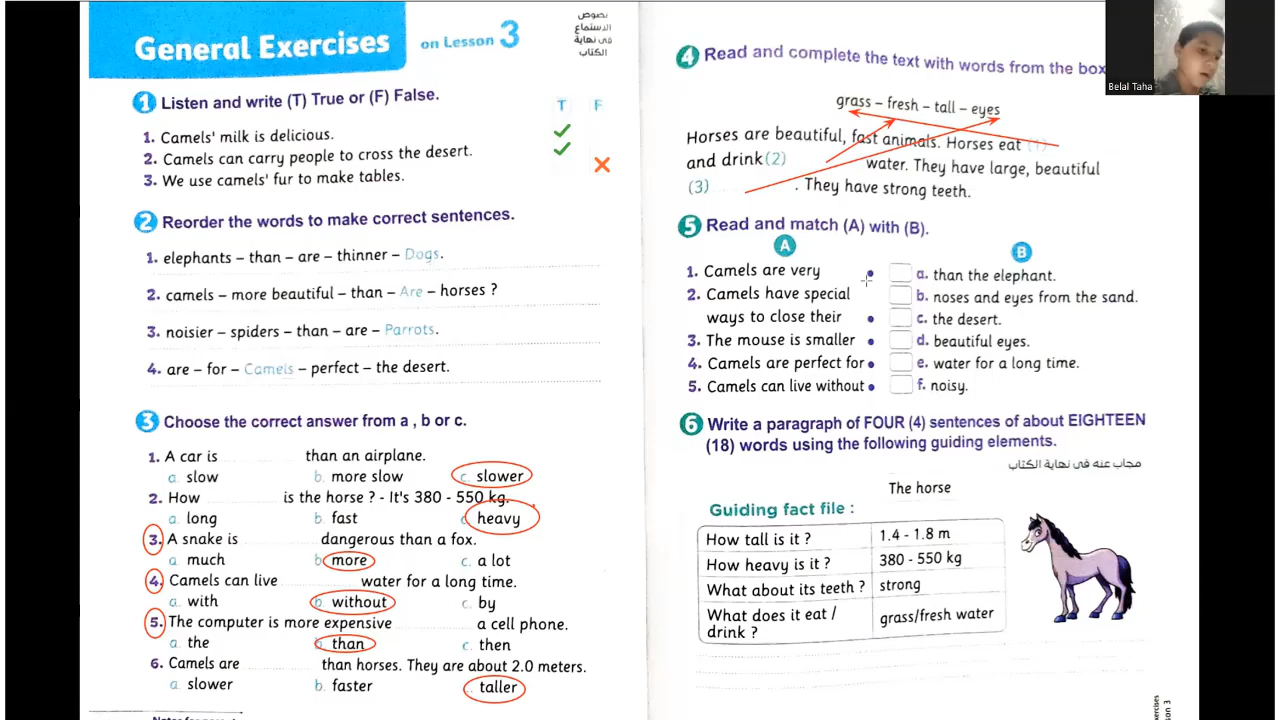 General Exercises on Lesson 3
نصوص
الاستماع
فى نهاية
الكتاب
1 Listen and write (T) True or (F) False.
T F
1. Camels' milk is delicious.
2. Camels can carry people to cross the desert.
3. We use camels' fur to make tables.
2 Reorder the words to make correct sentences.
1. elephants – than – are – thinner – Dogs.
2. camels – more beautiful – than – Are – horses ?
3. noisier – spiders – than – are – Parrots.
4. are – for – Camels – perfect – the desert.
3 Choose the correct answer from a , b or c.
1. A car is than an airplane.
a. slow b. more slow c. slower
2. How is the horse ? - It's 380 - 550 kg.
a. long b. fast c. heavy
3. A snake is dangerous than a fox.
a. much b. more c. a lot
4. Camels can live water for a long time.
a. with b. without c. by
5. The computer is more expensive a cell phone.
a. the b. than c. then
6. Camels are than horses. They are about 2.0 meters.
a. slower b. faster c. taller
4 Read and complete the text with words from the box
grass – fresh – tall – eyes
Horses are beautiful, fast animals. Horses eat (1)
and drink(2) water. They have large, beautiful
(3) . They have strong teeth.
5 Read and match (A) with (B).
A B
1. Camels are very a. than the elephant.
2. Camels have special b. noses and eyes from the sand.
ways to close their c. the desert.
3. The mouse is smaller d. beautiful eyes.
4. Camels are perfect for e. water for a long time.
5. Camels can live without f. noisy.
6 Write a paragraph of FOUR (4) sentences of about EIGHTEEN
(18) words using the following guiding elements.
مجاب عنه فى نهاية الكتاب
The horse
Guiding fact file :
How tall is it ? 1.4 - 1.8 m
How heavy is it ? 380 - 550 kg
What about its teeth ? strong
What does it eat / drink ? grass/fresh water
Belal Taha